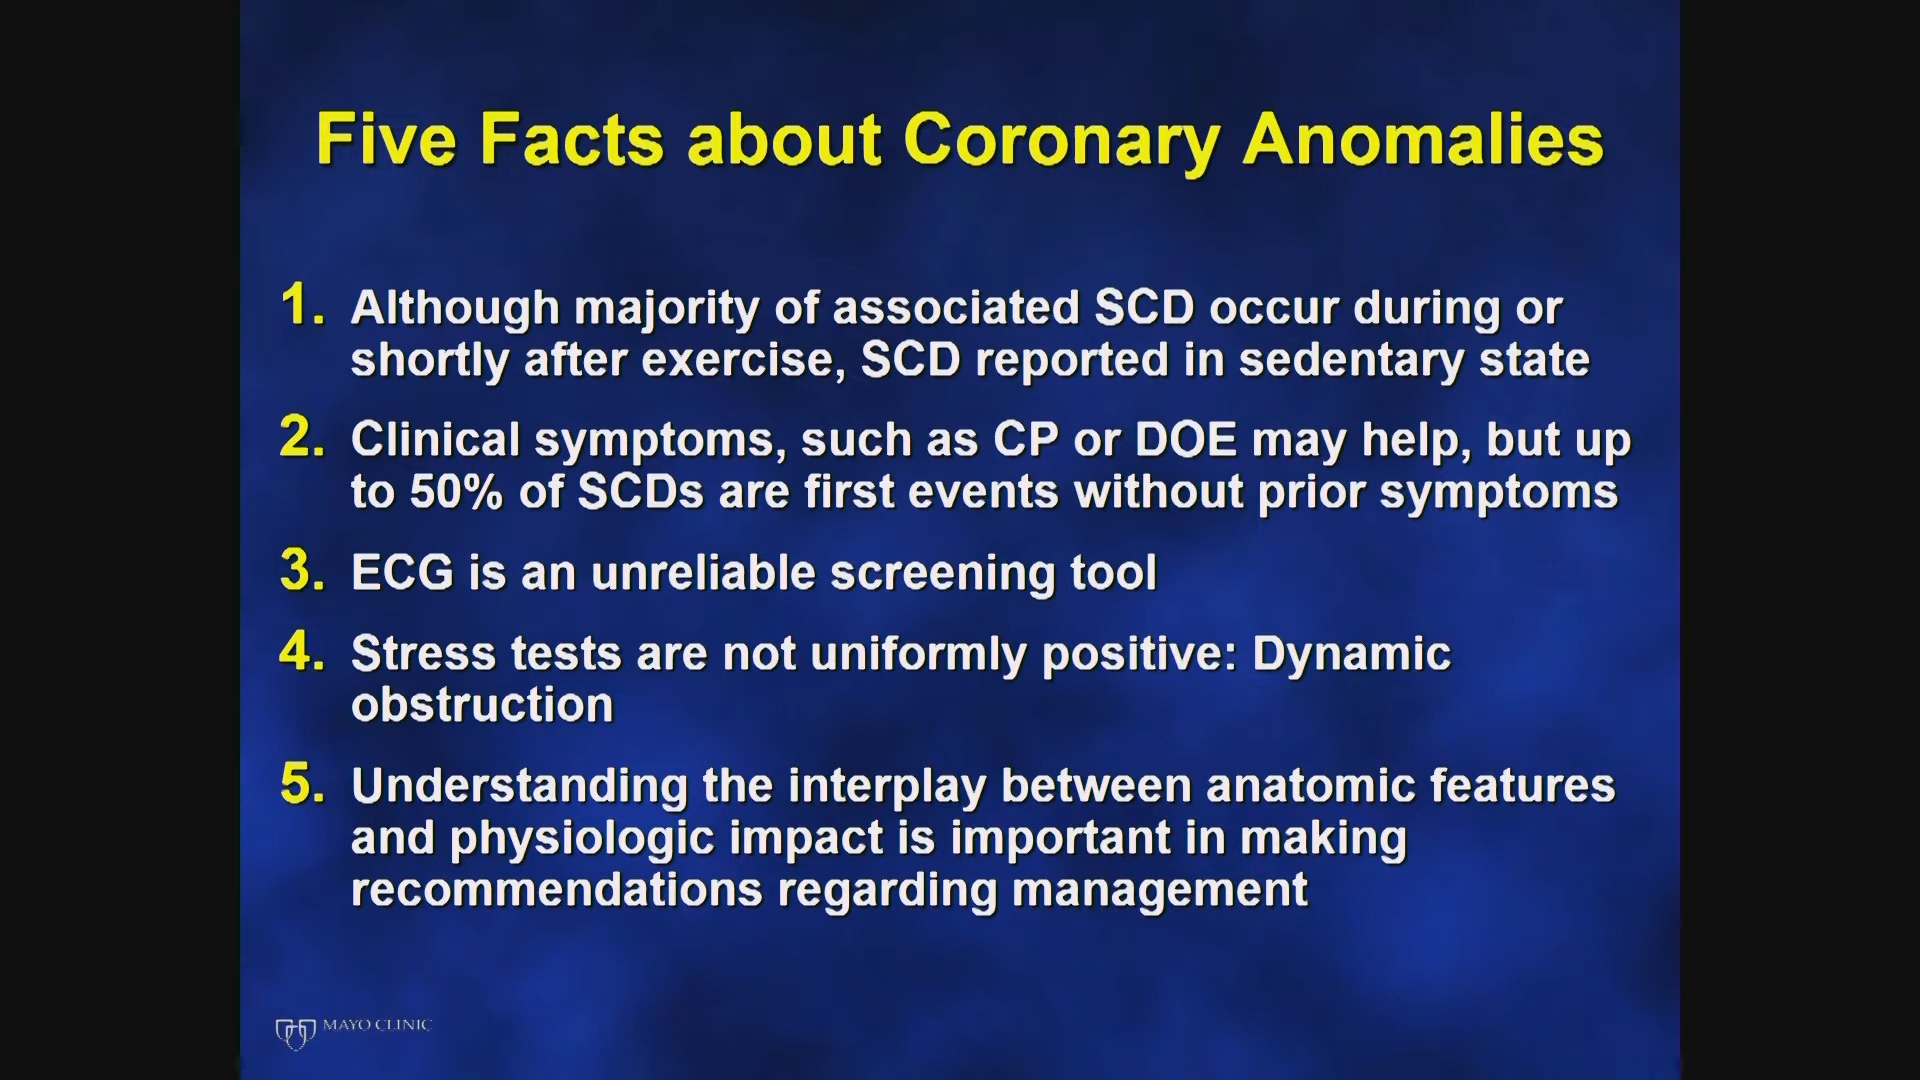 Five Facts about Coronary Anomalies
1. Although majority of associated SCD occur during or
shortly after exercise, SCD reported in sedentary state
2. Clinical symptoms, such as CP or DOE may help, but up
to 50% of SCDs are first events without prior symptoms
3. ECG is an unreliable screening tool
4. Stress tests are not uniformly positive: Dynamic
obstruction
5. Understanding the interplay between anatomic features
and physiologic impact is important in making
recommendations regarding management
MAYO CLINIC